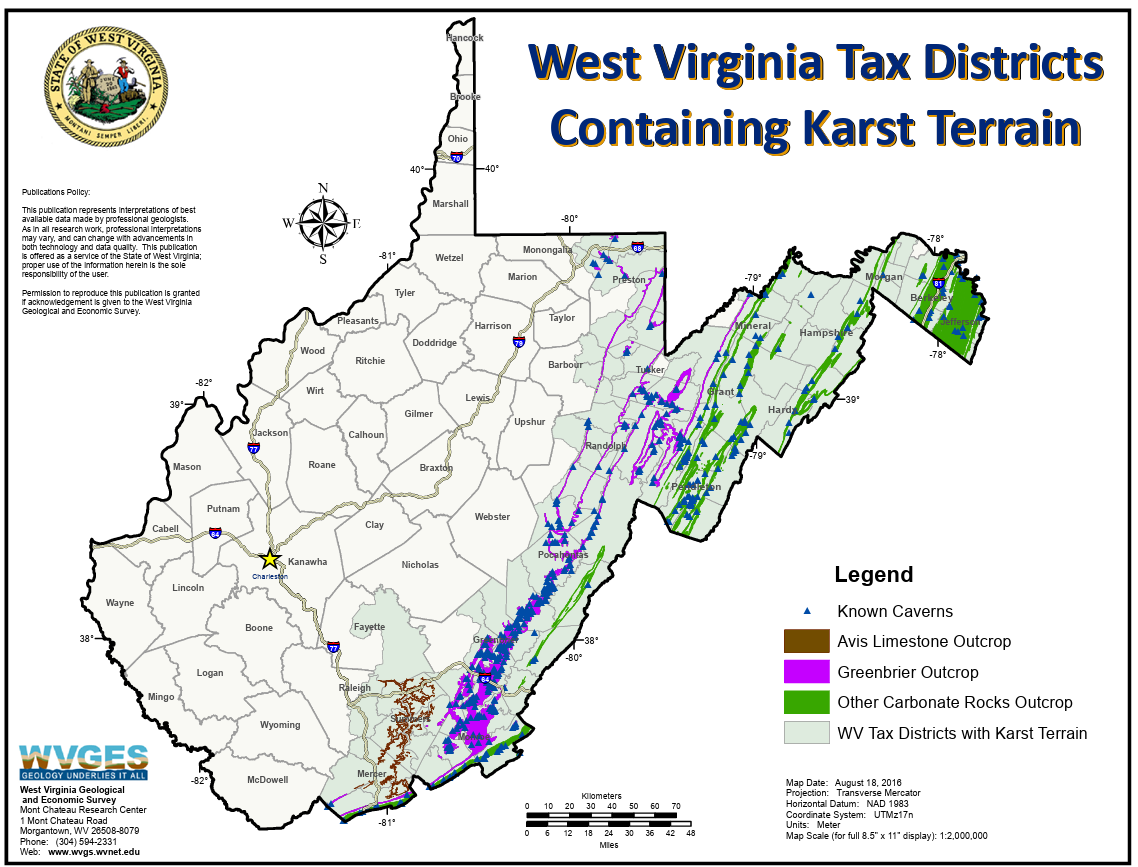 West Virginia Tax Districts
Containing Karst Terrain
STATE OF WEST VIRGINIA
MONTANI SEMPER LIBERI
Publications Policy:
This publication represents interpretations of best
available data made by professional geologists.
As in all research work, professional interpretations
may vary, and can change with advancements in
both technology and data quality. This publication
is offered as a service of the State of West Virginia;
proper use of the information herein is the sole
responsibility of the user.
Permission to reproduce this publication is granted
if acknowledgement is given to the West Virginia
Geological and Economic Survey.
N
W E
S
Hancock
Brooke
Ohio
70
40° 40°
Marshall
-80°
-78°
Wetzel
Monongalia
68
-81°
Marion
Preston
-79°
Morgan
81
Berkeley
Jefferson
-78°
Tyler
Pleasants
Harrison
Taylor
Mineral
Hampshire
Doddridge
79
Wood
Ritchie
Barbour
Tucker
-82°
Wirt
Lewis
Grant
39°
39°
Gilmer
Upshur
Hardy
Jackson
Calhoun
77
Randolph
-79°
Mason
Roane
Braxton
Pendleton
Putnam
Webster
Cabell
64
Clay
Kanawha
Charleston
Nicholas
Pocahontas
Lincoln
Wayne
Boone
Fayette
38°
77
38°
-80°
Logan
Raleigh
64
Mingo
Summers
Wyoming
McDowell
Mercer
-82°
-81°
Legend
Known Caverns
Avis Limestone Outcrop
Greenbrier Outcrop
Other Carbonate Rocks Outcrop
WV Tax Districts with Karst Terrain
WVGES
GEOLOGY UNDERLIES IT ALL
West Virginia Geological
and Economic Survey
Mont Chateau Research Center
1 Mont Chateau Road
Morgantown, WV 26508-8079
Phone: (304) 594-2331
Web: www.wvgs.wvnet.edu
Kilometers
0 10 20 30 40 50 60 70
0 6 12 18 24 30 36 42 48
Miles
Map Date: August 18, 2016
Projection: Transverse Mercator
Horizontal Datum: NAD 1983
Coordinate System: UTMz17n
Units: Meter
Map Scale (for full 8.5" x 11" display): 1:2,000,000